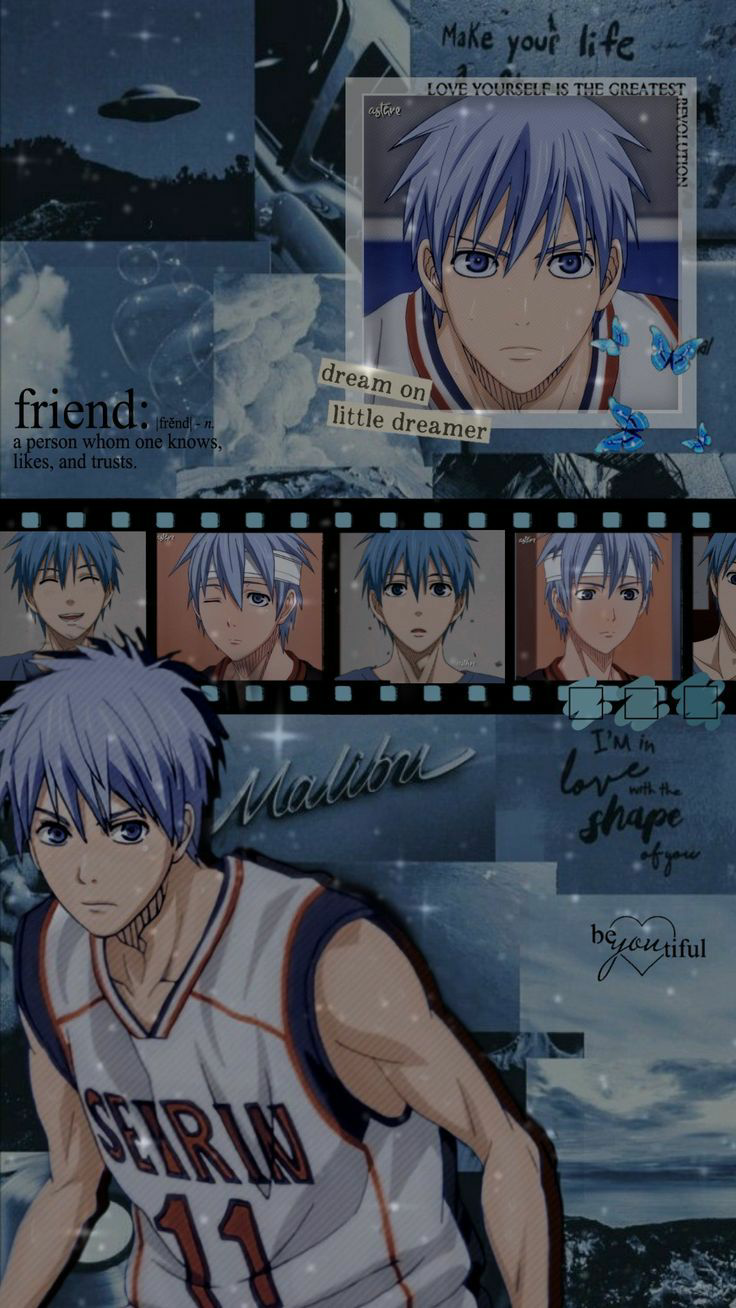 Make your life
LOVE YOURSELF IS THE GREATEST
REVOLUTION
asture
dream on
little dreamer
friend: |frĕnd| - n.
a person whom one knows,
likes, and trusts.
Malibu
I'M in
love
with the
shape
of you
beyoutiful
SEIRIN
11